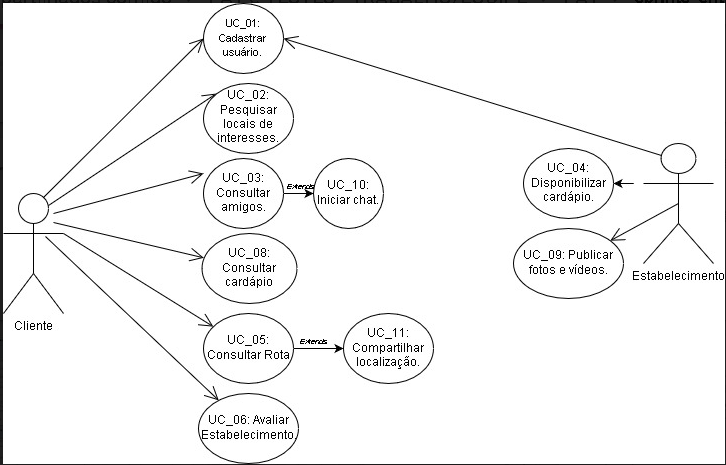 UC_01:
Cadastrar
usuário.
UC_02:
Pesquisar
locais de
interesses.
UC_03:
Consultar
amigos.
Extends
UC_10:
Iniciar chat.
UC_04:
Disponibilizar
cardápio.
UC_09: Publicar
fotos e vídeos.
Estabelecimento
UC_08:
Consultar
cardápio
Cliente
UC_05:
Consultar Rota
Extends
UC_11:
Compartilhar
localização.
UC_06: Avaliar
Estabelecimento.